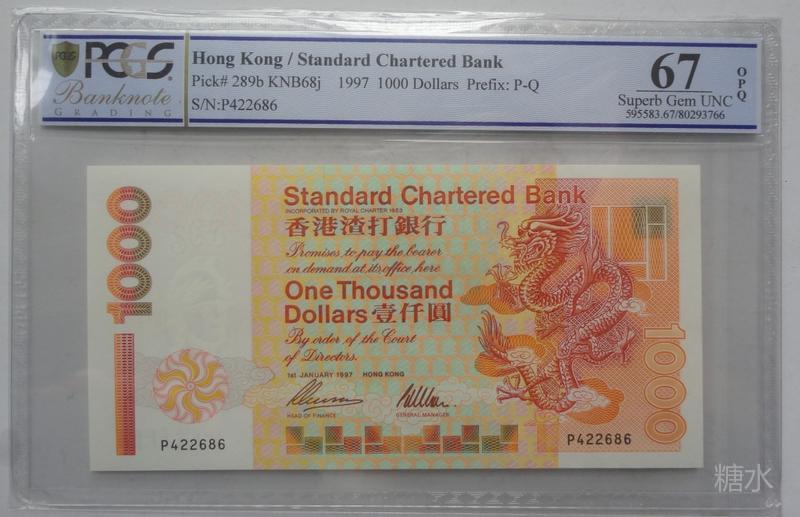 PCGS
Banknote
GRADING
Hong Kong / Standard Chartered Bank
Pick# 289b KNB68j 1997 1000 Dollars Prefix: P-Q
S/N:P422686
67
Superb Gem UNC
595583.67/80293766
OPQ
1000
Standard Chartered Bank
INCORPORATED BY ROYAL CHARTER 1853
香港渣打銀行
Promises to pay the bearer
on demand at its office here
One Thousand
Dollars 壹仟圓
By order of the Court
of Directors.
1st JANUARY 1997 HONG KONG
HEAD OF FINANCE GENERAL MANAGER
P422686
P422686
1000
糖水